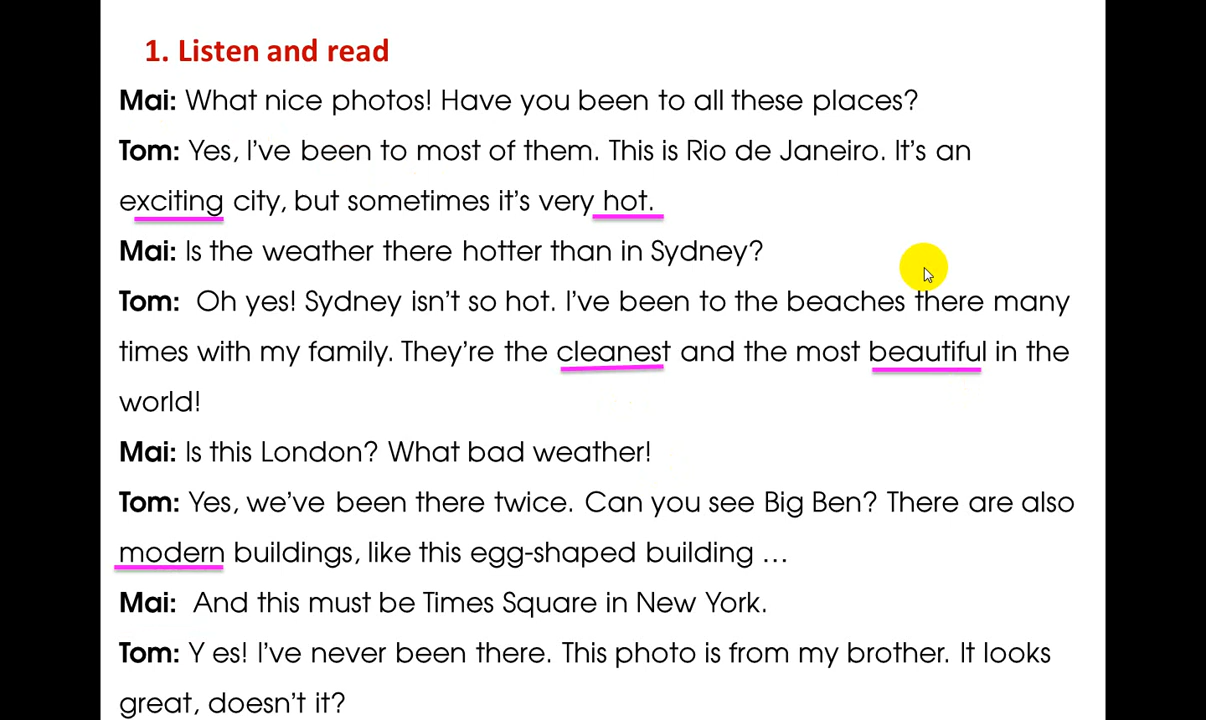 1. Listen and read
Mai: What nice photos! Have you been to all these places?
Tom: Yes, I've been to most of them. This is Rio de Janeiro. It's an
exciting city, but sometimes it's very hot.
Mai: Is the weather there hotter than in Sydney?
Tom: Oh yes! Sydney isn't so hot. I've been to the beaches there many
times with my family. They're the cleanest and the most beautiful in the
world!
Mai: Is this London? What bad weather!
Tom: Yes, we've been there twice. Can you see Big Ben? There are also
modern buildings, like this egg-shaped building ...
Mai: And this must be Times Square in New York.
Tom: Y es! I've never been there. This photo is from my brother. It looks
great, doesn't it?